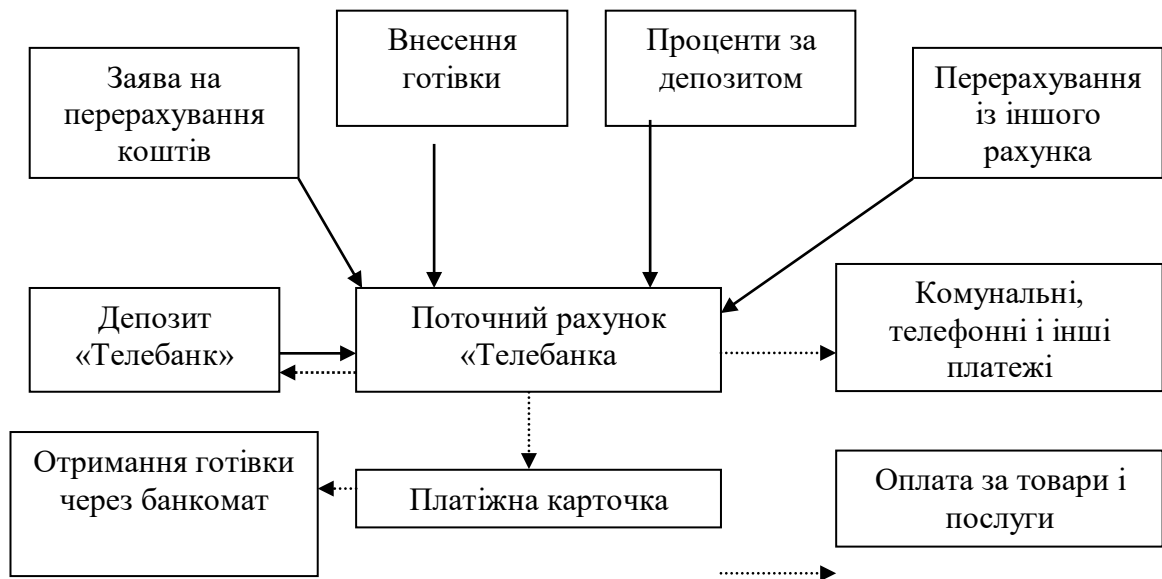 Заява на
перерахування
коштів
Внесення
готівки
Проценти за
депозитом
Перерахування
із іншого
рахунка
Депозит
«Телебанк»
Поточний рахунок
«Телебанка
Комунальні,
телефонні і інші
платежі
Отримання готівки
через банкомат
Платіжна карточка
Оплата за товари і
послуги